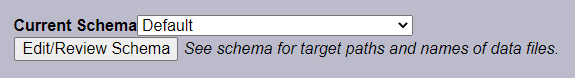 Current Schema Default
Edit/Review Schema See schema for target paths and names of data files.